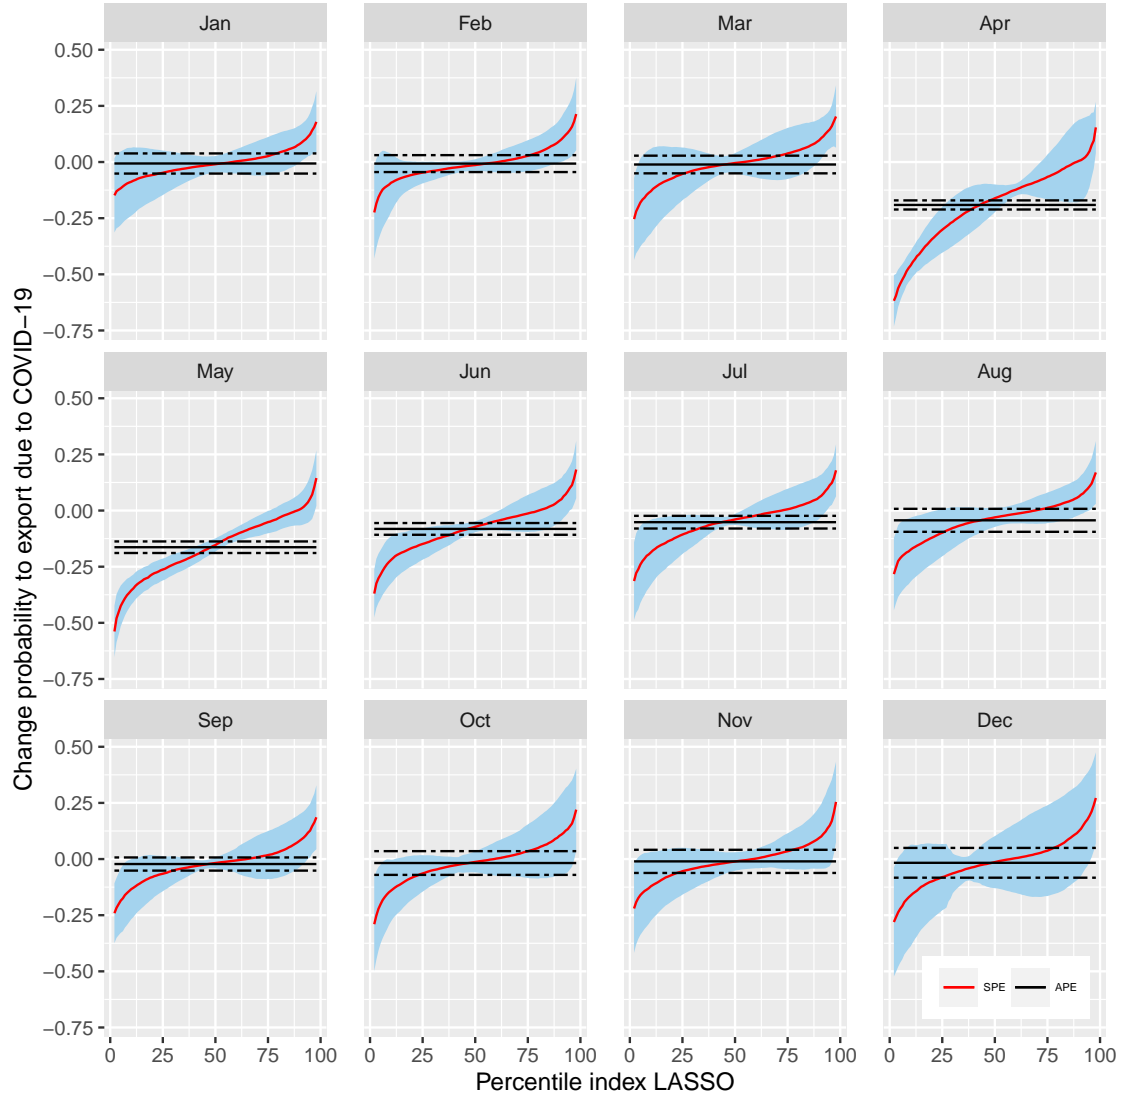 Jan Feb Mar Apr
0.50
0.25
0.00
−0.25
−0.50
−0.75
May Jun Jul Aug
0.50
0.25
0.00
−0.25
−0.50
−0.75
Sep Oct Nov Dec
0.50
0.25
0.00
−0.25
−0.50
−0.75
SPE APE
0 25 50 75 100 0 25 50 75 100 0 25 50 75 100 0 25 50 75 100
Percentile index LASSO
Change probability to export due to COVID−19